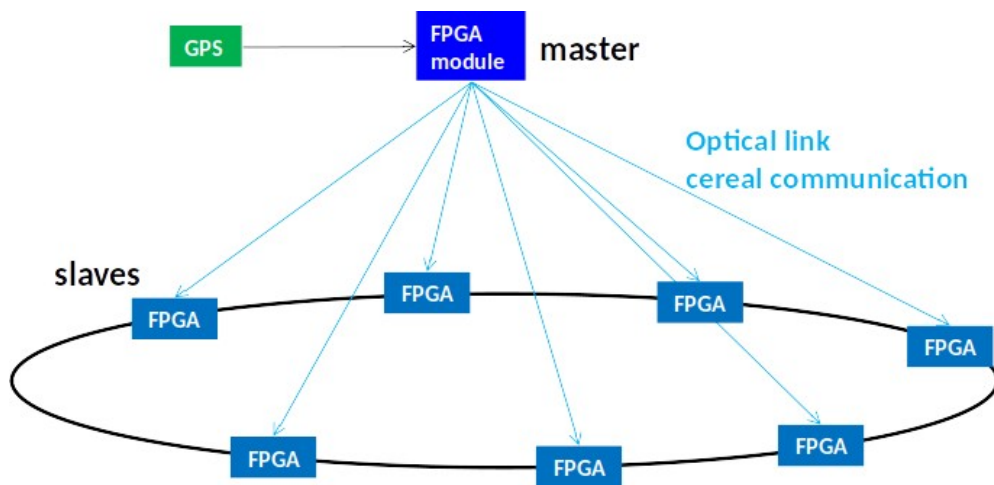 GPS
FPGA
module
master
Optical link
cereal communication
slaves
FPGA
FPGA
FPGA
FPGA
FPGA
FPGA
FPGA